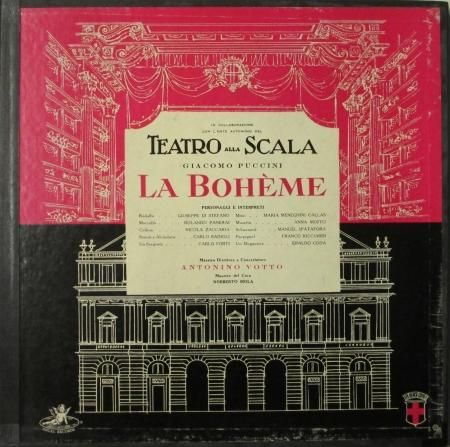 IN COLLABORAZIONE
CON L'ENTE AUTONOMO DEL
TEATRO ALLA SCALA
GIACOMO PUCCINI
LA BOHÈME
PERSONAGGI E INTERPRETI
Rodolfo GIUSEPPE DI STEFANO Mimì MARIA MENEGHINI CALLAS
Marcello ROLANDO PANERAI Musetta ANNA MOFFO
Colline NICOLA ZACCARIA Schaunard MANUEL SPATAFORA
CARLO BADIOLI Parpignol FRANCO RICCIARDI
Un Sergente CARLO FORTI Un Doganiere ERALDO CODA
Maestro Direttore e Concertatore
ANTONINO VOTTO
Maestro del Coro
NORBERTO MOLA